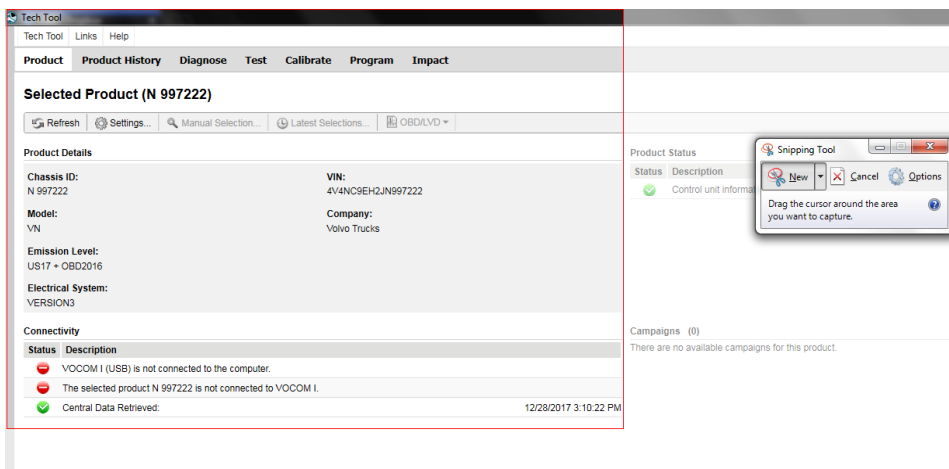 Tech Tool
Tech Tool Links Help
Product Product History Diagnose Test Calibrate Program Impact
Selected Product (N 997222)
Refresh Settings... Manual Selection... Latest Selections... OBD/LVD
Product Details
Chassis ID:
N 997222
VIN:
4V4NC9EH2JN997222
Model:
VN
Company:
Volvo Trucks
Emission Level:
US17 + OBD2016
Electrical System:
VERSION3
Product Status
Status Description
Control unit informat
Snipping Tool
New Cancel Options
Drag the cursor around the area
you want to capture.
Connectivity
Status Description
VOCOM I (USB) is not connected to the computer.
The selected product N 997222 is not connected to VOCOM I.
Central Data Retrieved: 12/28/2017 3:10:22 PM
Campaigns (0)
There are no available campaigns for this product.